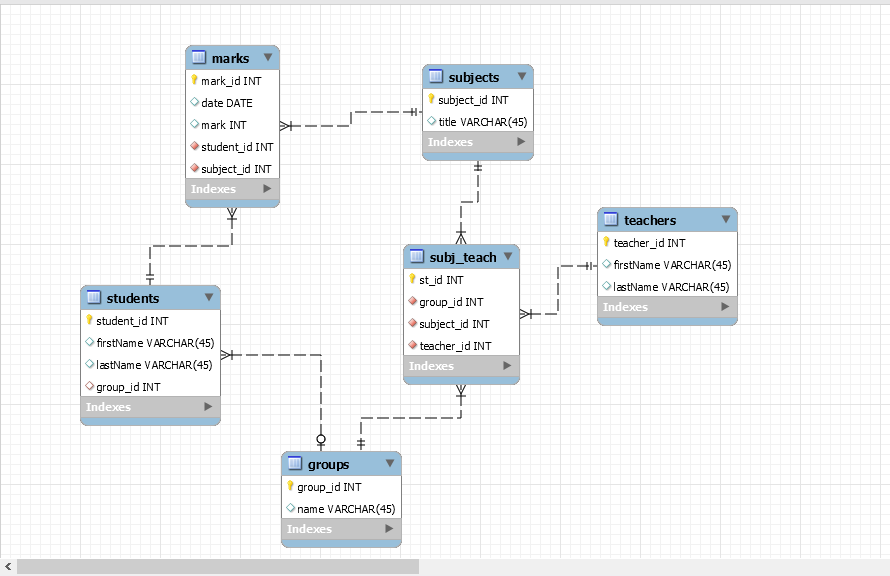 marks
mark_id INT
date DATE
mark INT
student_id INT
subject_id INT
Indexes
subjects
subject_id INT
title VARCHAR(45)
Indexes
teachers
teacher_id INT
firstName VARCHAR(45)
lastName VARCHAR(45)
Indexes
subj_teach
st_id INT
group_id INT
subject_id INT
teacher_id INT
Indexes
students
student_id INT
firstName VARCHAR(45)
lastName VARCHAR(45)
group_id INT
Indexes
groups
group_id INT
name VARCHAR(45)
Indexes